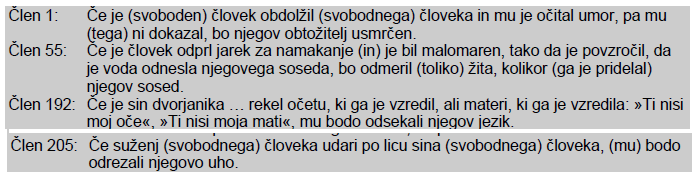 Člen 1: Če je (svoboden) človek obdolžil (svobodnega) človeka in mu je očital umor, pa mu
(tega) ni dokazal, bo njegov obtožitelj usmrčen.
Člen 55: Če je človek odprl jarek za namakanje (in) je bil malomaren, tako da je povzročil, da
je voda odnesla njegovega soseda, bo odmeril (toliko) žita, kolikor (ga je pridelal)
njegov sosed.
Člen 192: Če je sin dvorjanika … rekel očetu, ki ga je vzredil, ali materi, ki ga je vzredila: »Ti nisi
moj oče«, »Ti nisi moja mati«, mu bodo odsekali njegov jezik.
Člen 205: Če suženj (svobodnega) človeka udari po licu sina (svobodnega) človeka, (mu) bodo
odrezali njegovo uho.